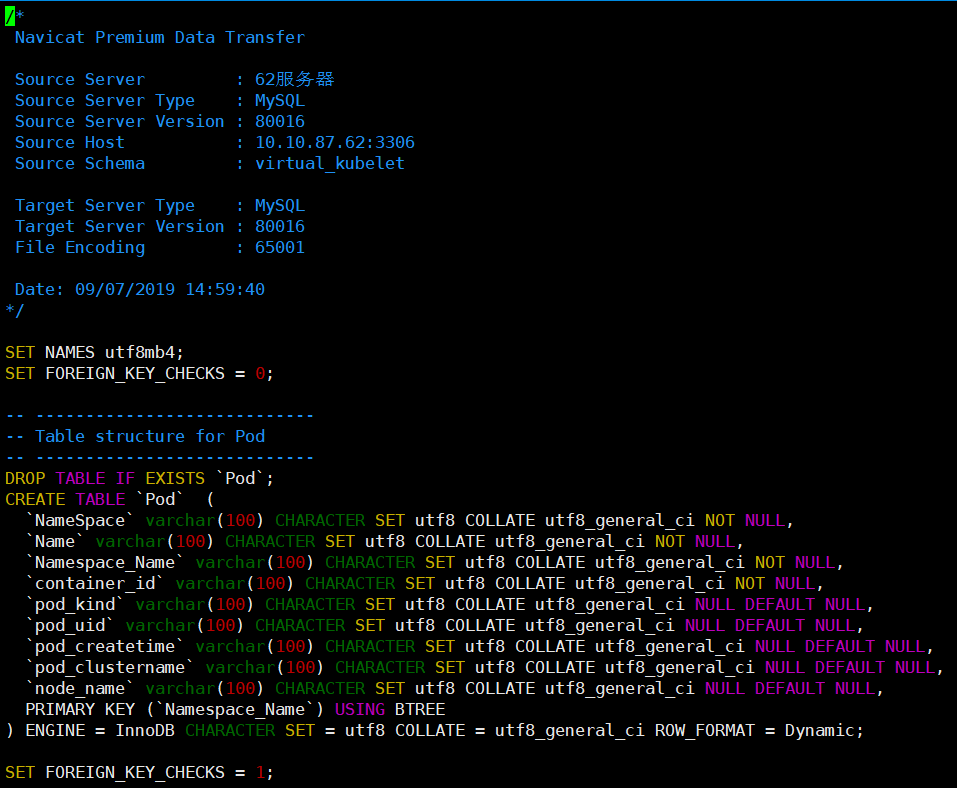 /*
 Navicat Premium Data Transfer

 Source Server         : 62服务器
 Source Server Type    : MySQL
 Source Server Version : 80016
 Source Host           : 10.10.87.62:3306
 Source Schema         : virtual_kubelet

 Target Server Type    : MySQL
 Target Server Version : 80016
 File Encoding         : 65001

 Date: 09/07/2019 14:59:40
*/

SET NAMES utf8mb4;
SET FOREIGN_KEY_CHECKS = 0;

-- ----------------------------
-- Table structure for Pod
-- ----------------------------
DROP TABLE IF EXISTS `Pod`;
CREATE TABLE `Pod`  (
  `NameSpace` varchar(100) CHARACTER SET utf8 COLLATE utf8_general_ci NOT NULL,
  `Name` varchar(100) CHARACTER SET utf8 COLLATE utf8_general_ci NOT NULL,
  `Namespace_Name` varchar(100) CHARACTER SET utf8 COLLATE utf8_general_ci NOT NULL,
  `container_id` varchar(100) CHARACTER SET utf8 COLLATE utf8_general_ci NOT NULL,
  `pod_kind` varchar(100) CHARACTER SET utf8 COLLATE utf8_general_ci NULL DEFAULT NULL,
  `pod_uid` varchar(100) CHARACTER SET utf8 COLLATE utf8_general_ci NULL DEFAULT NULL,
  `pod_createtime` varchar(100) CHARACTER SET utf8 COLLATE utf8_general_ci NULL DEFAULT NULL,
  `pod_clustername` varchar(100) CHARACTER SET utf8 COLLATE utf8_general_ci NULL DEFAULT NULL,
  `node_name` varchar(100) CHARACTER SET utf8 COLLATE utf8_general_ci NULL DEFAULT NULL,
  PRIMARY KEY (`Namespace_Name`) USING BTREE
) ENGINE = InnoDB CHARACTER SET = utf8 COLLATE = utf8_general_ci ROW_FORMAT = Dynamic;

SET FOREIGN_KEY_CHECKS = 1;